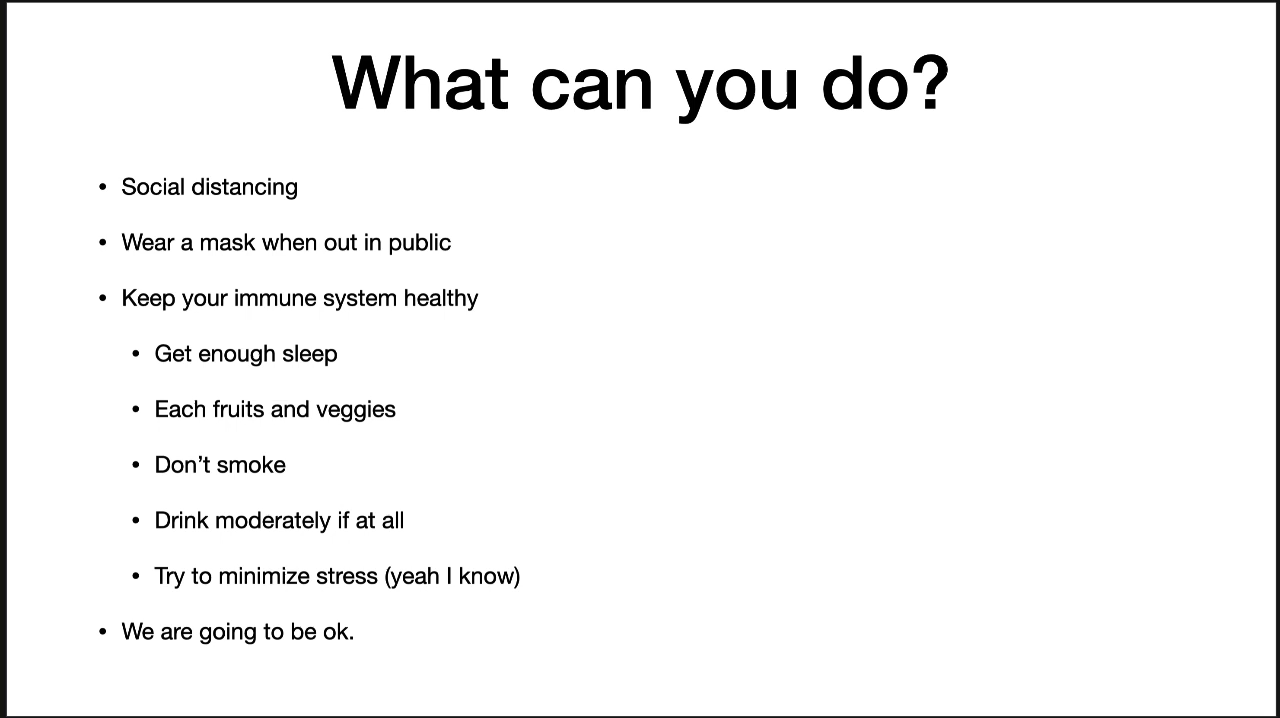 What can you do?
• Social distancing
• Wear a mask when out in public
• Keep your immune system healthy
• Get enough sleep
• Each fruits and veggies
• Don’t smoke
• Drink moderately if at all
• Try to minimize stress (yeah I know)
• We are going to be ok.